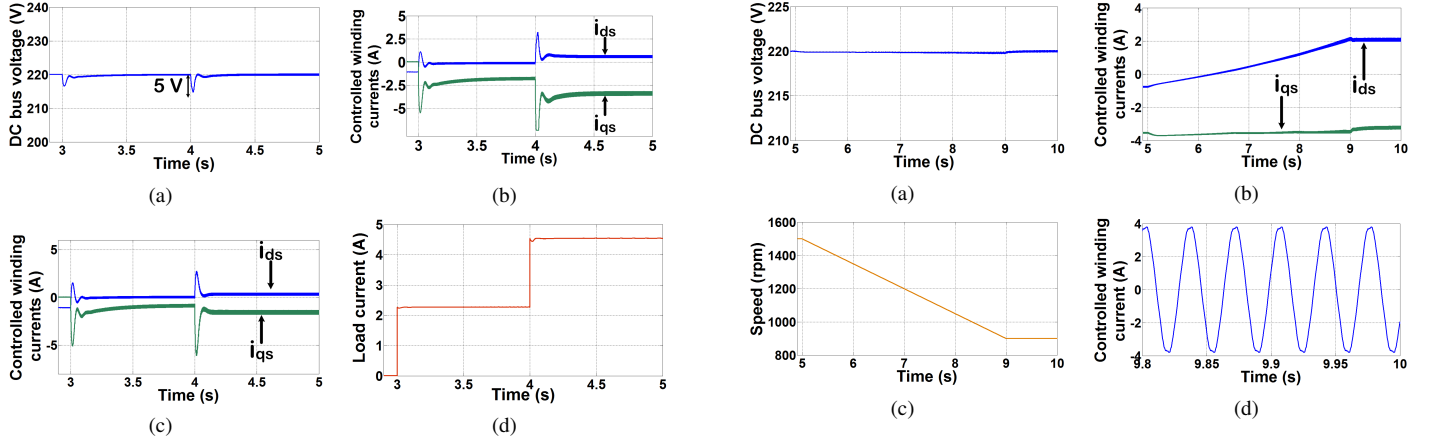 DC bus voltage (V)
240
230
220
210
200
5 V
3
3.5
4
4.5
5
Time (s)
(a)
Controlled winding
currents (A)
5
2.5
0
-2.5
-5
ids
iqs
3
3.5
4
4.5
5
Time (s)
(b)
Controlled winding
currents (A)
5
0
-5
ids
iqs
3
3.5
4
4.5
5
Time (s)
(c)
Load current (A)
5
4
3
2
1
0
3
3.5
4
4.5
5
Time (s)
(d)
DC bus voltage (V)
225
220
215
210
5
6
7
8
9
10
Time (s)
(a)
Controlled winding
currents (A)
4
2
0
-2
-4
iqs
ids
5
6
7
8
9
10
Time (s)
(b)
Speed (rpm)
1600
1400
1200
1000
800
5
6
7
8
9
10
Time (s)
(c)
Controlled winding
current (A)
4
2
0
-2
-4
9.8
9.85
9.9
9.95
10
Time (s)
(d)